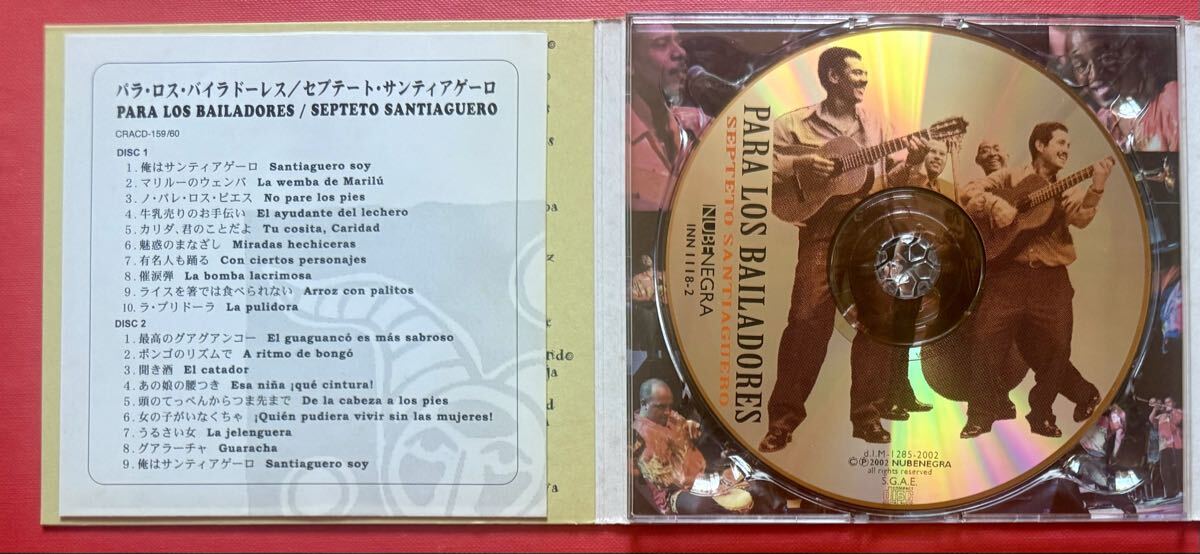 パラ・ロス・バイラドーレス／セプテート・サンティアゲーロ
PARA LOS BAILADORES / SEPTETO SANTIAGUERO
CRACD-159/60
DISC 1
1. 俺はサンティアゲーロ Santiaguero soy
2. マリルーのウェンバ La wemba de Marilú
3. ノ・パレ・ロス・ピエス No pare los pies
4. 牛乳売りのお手伝い El ayudante del lechero
5. カリダ、君のことだよ Tu cosita, Caridad
6. 魅惑のまなざし Miradas hechiceras
7. 有名人も踊る Con ciertos personajes
8. 催涙弾 La bomba lacrimosa
9. ライスを箸では食べられない Arroz con palitos
10. ラ・プリドーラ La pulidora
DISC 2
1. 最高のグアグアンコー El guaguancó es más sabroso
2. ボンゴのリズムで A ritmo de bongó
3. 聞き酒 El catador
4. あの娘の腰つき Esa niña ¡qué cintura!
5. 頭のてっぺんからつま先まで De la cabeza a los pies
6. 女の子がいなくちゃ ¡Quién pudiera vivir sin las mujeres!
7. うるさい女 La jelenguera
8. グアラーチャ Guaracha
9. 俺はサンティアゲーロ Santiaguero soy
PARA LOS BAILADORES
SEPTETO SANTIAGUERO
NUBENEGRA
INN 1118-2
d.l.M-1285-2002
©℗2002 NUBENEGRA
all rights reserved
S.G.A.E.
COMPACT
DISC